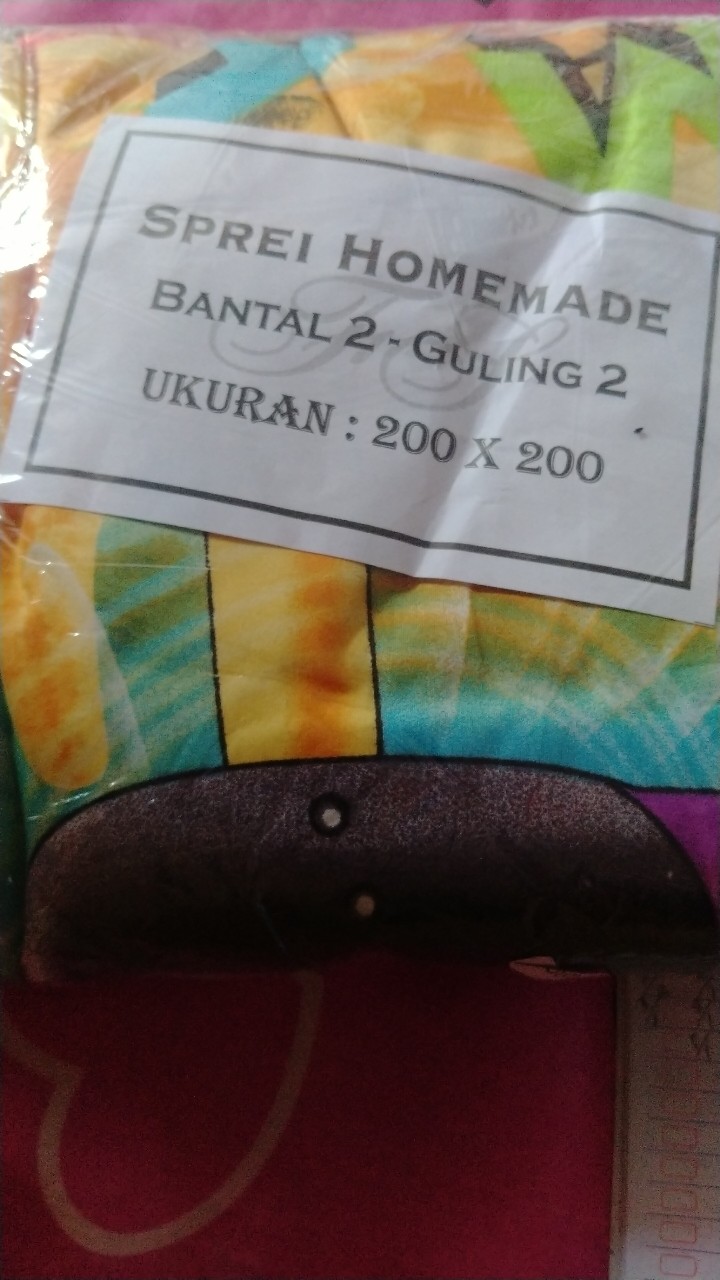 SPREI HOMEMADE
BANTAL 2 - GULING 2
UKURAN : 200 X 200